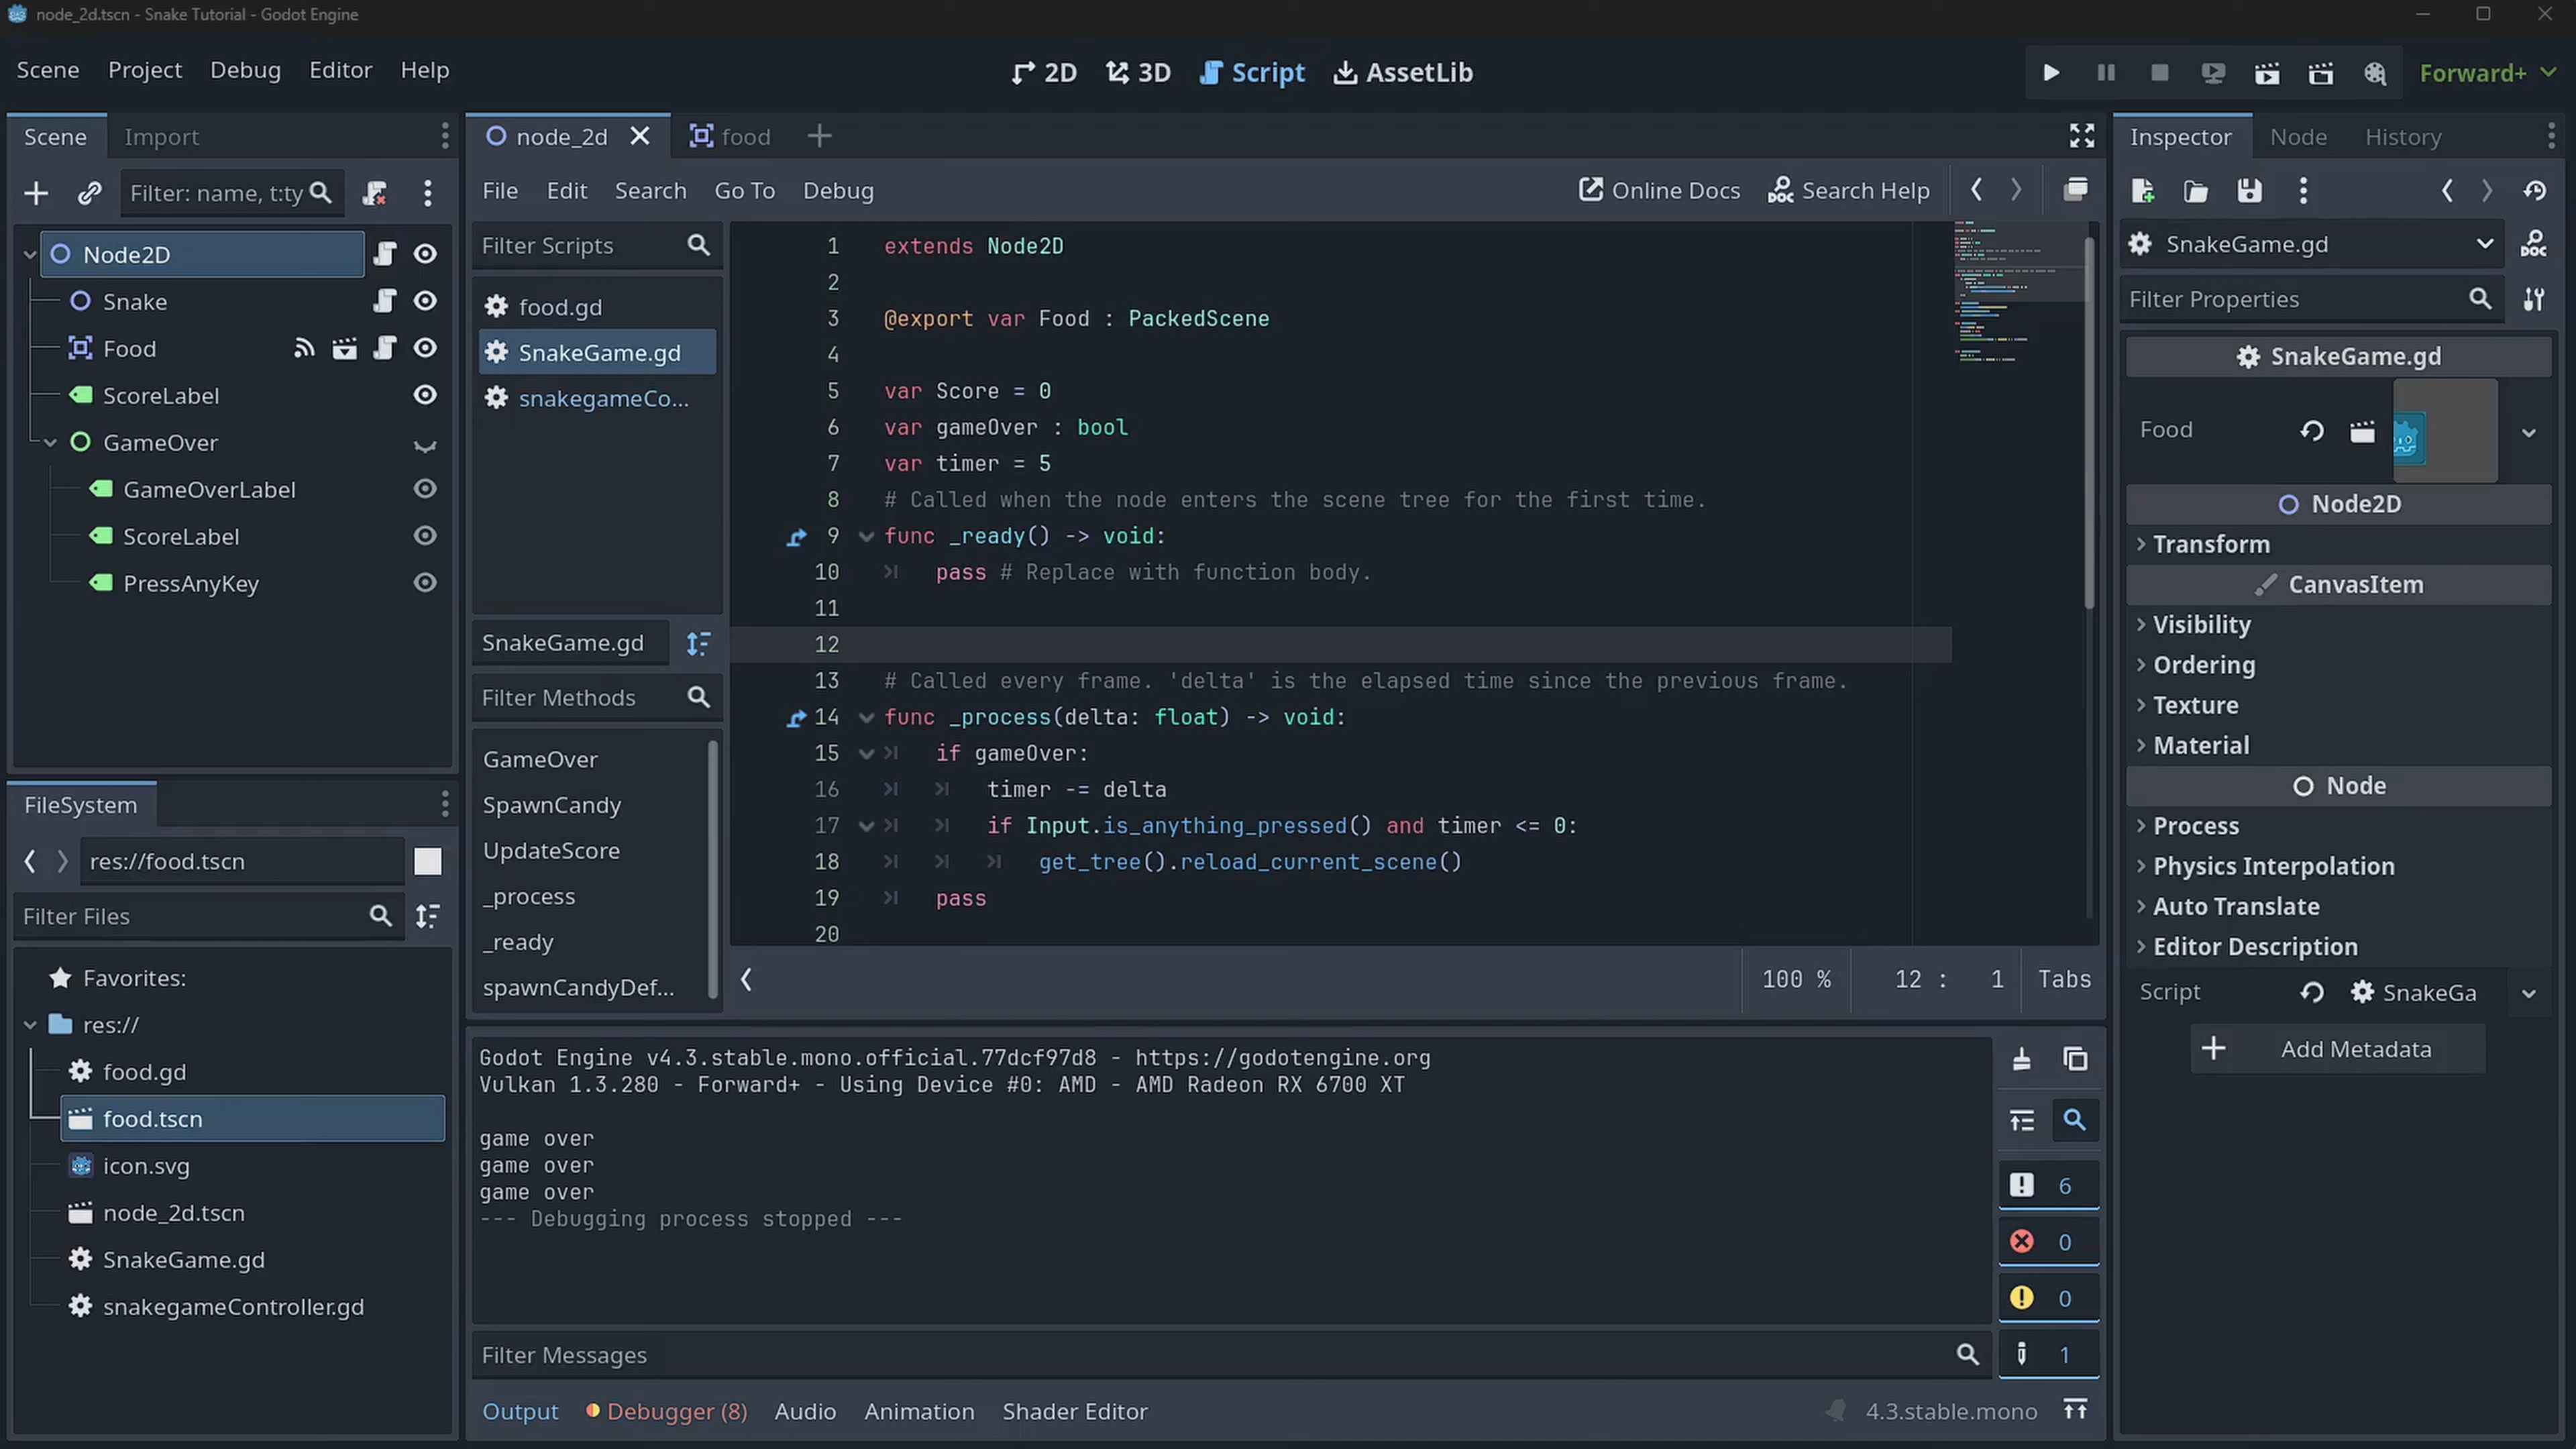 node_2d.tscn - Snake Tutorial - Godot Engine
Scene Project Debug Editor Help
2D 3D Script AssetLib
Forward+
Scene Import
Filter: name, t:ty
Node2D
Snake
Food
ScoreLabel
GameOver
GameOverLabel
ScoreLabel
PressAnyKey
FileSystem
res://food.tscn
Filter Files
Favorites:
res://
food.gd
food.tscn
icon.svg
node_2d.tscn
SnakeGame.gd
snakegameController.gd
node_2d food
File Edit Search Go To Debug
Online Docs Search Help
Filter Scripts
food.gd
SnakeGame.gd
snakegameCo...
SnakeGame.gd
Filter Methods
GameOver
SpawnCandy
UpdateScore
_process
_ready
spawnCandyDef...
1 extends Node2D
2
3 @export var Food : PackedScene
4
5 var Score = 0
6 var gameOver : bool
7 var timer = 5
8 # Called when the node enters the scene tree for the first time.
9 func _ready() -> void:
10 pass # Replace with function body.
11
12
13 # Called every frame. 'delta' is the elapsed time since the previous frame.
14 func _process(delta: float) -> void:
15 if gameOver:
16 timer -= delta
17 if Input.is_anything_pressed() and timer <= 0:
18 get_tree().reload_current_scene()
19 pass
20
100 % 12 : 1 Tabs
Godot Engine v4.3.stable.mono.official.77dcf97d8 - https://godotengine.org
Vulkan 1.3.280 - Forward+ - Using Device #0: AMD - AMD Radeon RX 6700 XT
game over
game over
game over
--- Debugging process stopped ---
6
0
0
1
Filter Messages
Output Debugger (8) Audio Animation Shader Editor
4.3.stable.mono
Inspector Node History
SnakeGame.gd
Filter Properties
SnakeGame.gd
Food
Node2D
Transform
CanvasItem
Visibility
Ordering
Texture
Material
Node
Process
Physics Interpolation
Auto Translate
Editor Description
Script SnakeGa
Add Metadata